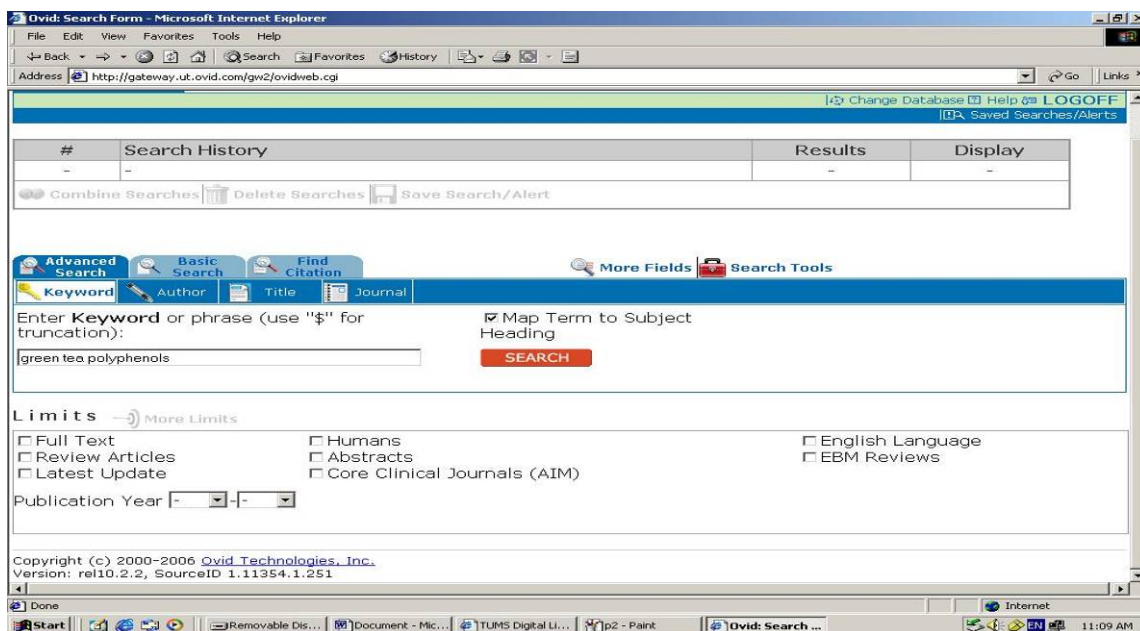 Ovid: Search Form - Microsoft Internet Explorer
File Edit View Favorites Tools Help
Back Search Favorites History
Address http://gateway.ut.ovid.com/gw2/ovidweb.cgi Go Links
Change Database Help LOGOFF
Saved Searches/Alerts
# Search History Results Display
- - - -
Combine Searches Delete Searches Save Search/Alert
Advanced Search Basic Search Find Citation More Fields Search Tools
Keyword Author Title Journal
Enter Keyword or phrase (use "$" for Map Term to Subject
truncation): Heading
green tea polyphenols SEARCH
Limits More Limits
Full Text Humans English Language
Review Articles Abstracts EBM Reviews
Latest Update Core Clinical Journals (AIM)
Publication Year - - -
Copyright (c) 2000-2006 Ovid Technologies, Inc.
Version: rel10.2.2, SourceID 1.11354.1.251
Done Internet
Start Removable Dis... Document - Mic... TUMS Digital Li... p2 - Paint Ovid: Search ... EN 11:09 AM